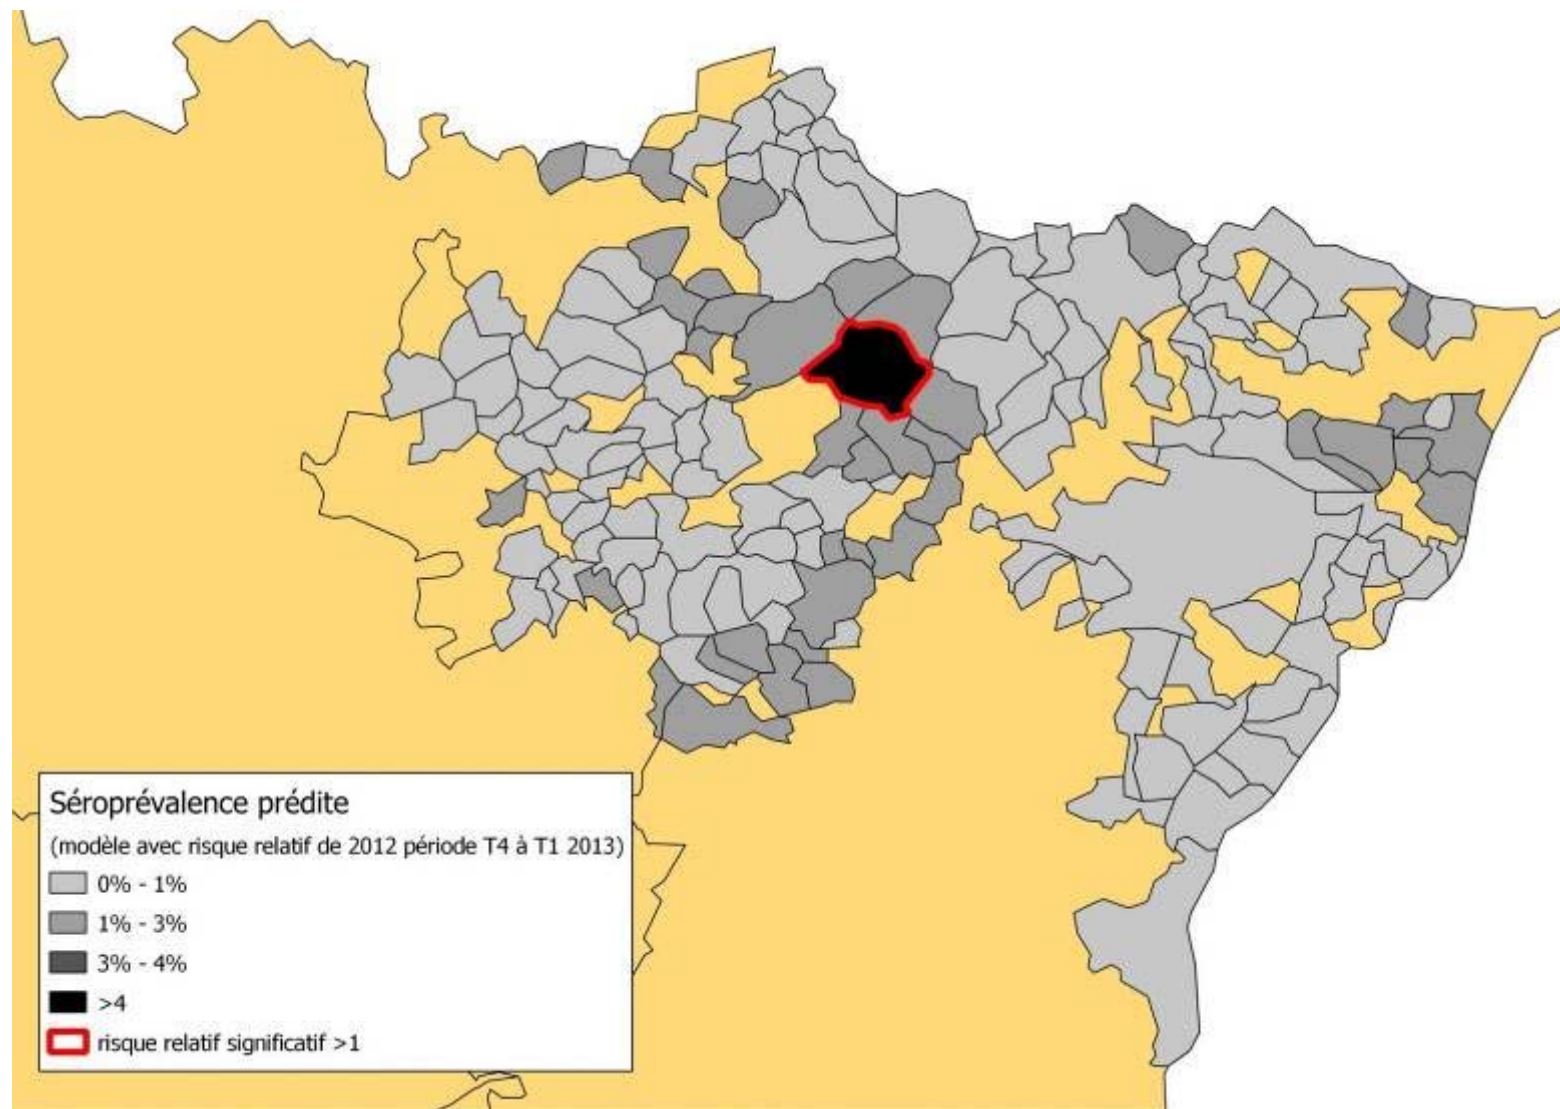 Séroprévalence prédite
(modèle avec risque relatif de 2012 période T4 à T1 2013)
0% - 1%
1% - 3%
3% - 4%
>4
risque relatif significatif >1